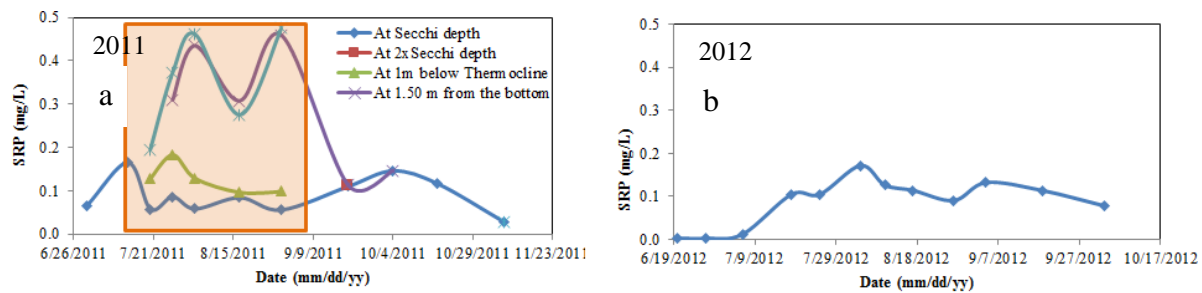 2011
a
At Secchi depth
At 2x Secchi depth
At 1m below Thermocline
At 1.50 m from the bottom
SRP (mg/L)
0.5
0.4
0.3
0.2
0.1
0.0
6/26/2011 7/21/2011 8/15/2011 9/9/2011 10/4/2011 10/29/2011 11/23/2011
Date (mm/dd/yy)
2012
b
SRP (mg/L)
0.5
0.4
0.3
0.2
0.1
0.0
6/19/2012 7/9/2012 7/29/2012 8/18/2012 9/7/2012 9/27/2012 10/17/2012
Date (mm/dd/yy)